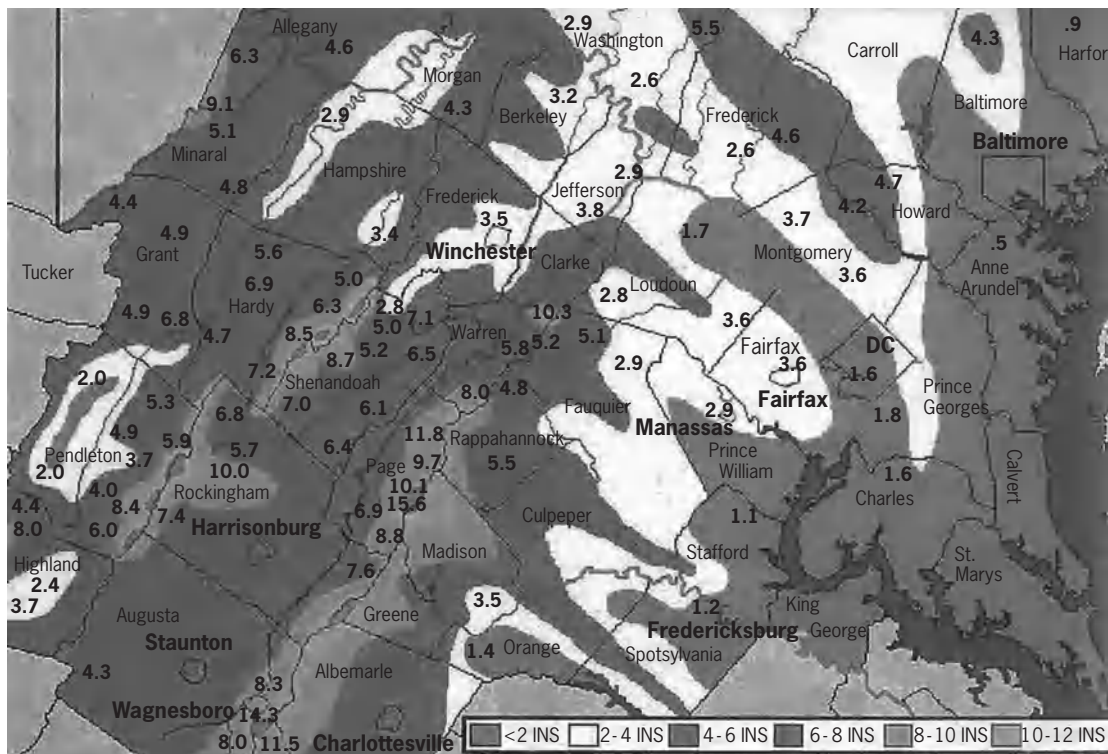 Allegany
2.9
Washington
5.5
.9
Harfor
4.3
Carroll
6.3
4.6
Morgan
2.6
Baltimore
9.1
2.9
4.3
3.2
Berkeley
Frederick
4.6
5.1
Minaral
2.6
Baltimore
Hampshire
2.9
4.7
4.8
Frederick
Jefferson
4.2
Howard
4.4
3.5
3.8
3.7
4.9
3.4
Winchester
1.7
.5
Grant
5.6
Clarke
Montgomery
Anne
Arundel
Tucker
6.9
5.0
Loudoun
3.6
Hardy
6.3
2.8
2.8
4.9
6.8
7.1
10.3
3.6
4.7
8.5
5.0
Warren
5.2
5.1
Fairfax
DC
8.7
5.2
6.5
5.8
2.9
3.6
1.6
2.0
7.2
Shenandoah
8.0
4.8
Fairfax
Prince
Georges
5.3
6.8
7.0
6.1
Fauquier
2.9
1.8
4.9
5.9
5.7
6.4
11.8
Rappahannock
Manassas
Pendleton
3.7
10.0
Page
9.7
5.5
Prince
William
1.6
Calvert
2.0
4.0
Rockingham
10.1
Charles
4.4
8.4
7.4
6.9
15.6
Culpeper
1.1
8.0
6.0
Harrisonburg
8.8
Madison
Stafford
St.
Marys
Highland
7.6
2.4
3.7
Augusta
Greene
3.5
1.2
King
George
Staunton
1.4
Orange
Fredericksburg
Spotsylvania
4.3
Albemarle
8.3
Wagnesboro
14.3
8.0
11.5
Charlottesville
<2 INS
2-4 INS
4-6 INS
6-8 INS
8-10 INS
10-12 INS